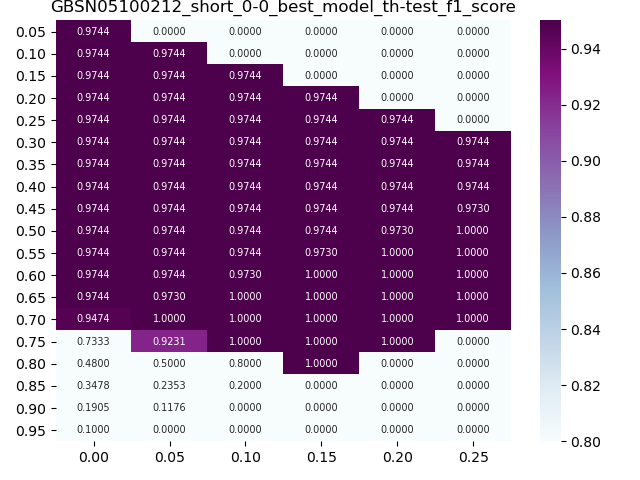 GBSN05100212_short_0-0_best_model_th-test_f1_score
0.05 0.9744 0.0000 0.0000 0.0000 0.0000 0.0000
0.10 0.9744 0.9744 0.0000 0.0000 0.0000 0.0000
0.15 0.9744 0.9744 0.9744 0.0000 0.0000 0.0000
0.20 0.9744 0.9744 0.9744 0.9744 0.0000 0.0000
0.25 0.9744 0.9744 0.9744 0.9744 0.9744 0.0000
0.30 0.9744 0.9744 0.9744 0.9744 0.9744 0.9744
0.35 0.9744 0.9744 0.9744 0.9744 0.9744 0.9744
0.40 0.9744 0.9744 0.9744 0.9744 0.9744 0.9744
0.45 0.9744 0.9744 0.9744 0.9744 0.9744 0.9730
0.50 0.9744 0.9744 0.9744 0.9744 0.9730 1.0000
0.55 0.9744 0.9744 0.9744 0.9730 1.0000 1.0000
0.60 0.9744 0.9744 0.9730 1.0000 1.0000 1.0000
0.65 0.9744 0.9730 1.0000 1.0000 1.0000 1.0000
0.70 0.9474 1.0000 1.0000 1.0000 1.0000 1.0000
0.75 0.7333 0.9231 1.0000 1.0000 1.0000 0.0000
0.80 0.4800 0.5000 0.8000 1.0000 0.0000 0.0000
0.85 0.3478 0.2353 0.2000 0.0000 0.0000 0.0000
0.90 0.1905 0.1176 0.0000 0.0000 0.0000 0.0000
0.95 0.1000 0.0000 0.0000 0.0000 0.0000 0.0000
0.00 0.05 0.10 0.15 0.20 0.25
0.94
0.92
0.90
0.88
0.86
0.84
0.82
0.80